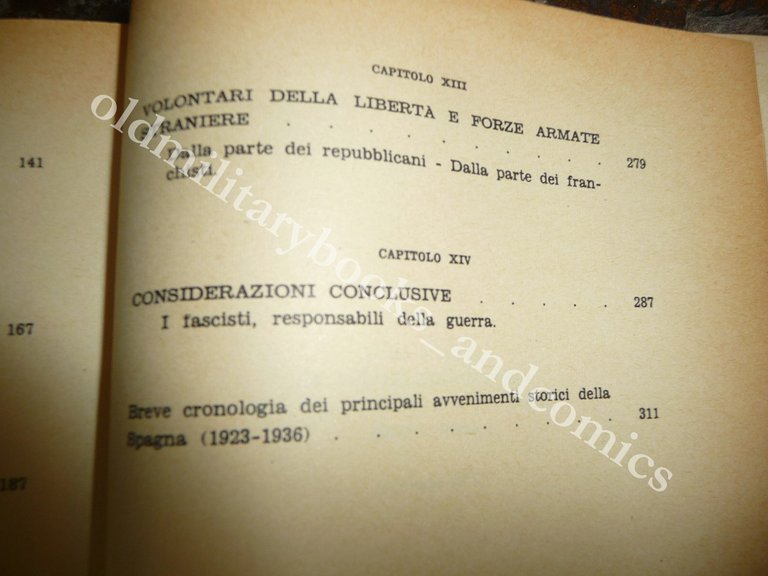 141
167
187
CAPITOLO XIII
VOLONTARI DELLA LIBERTÀ E FORZE ARMATE
STRANIERE . . . . . . . . . 279
Dalla parte dei repubblicani - Dalla parte dei fran-
chisti.
CAPITOLO XIV
CONSIDERAZIONI CONCLUSIVE . . . . . 287
I fascisti, responsabili della guerra.
Breve cronologia dei principali avvenimenti storici della
Spagna (1923-1936) . . . . . . . . 311
oldmilitarybooks_andcomics